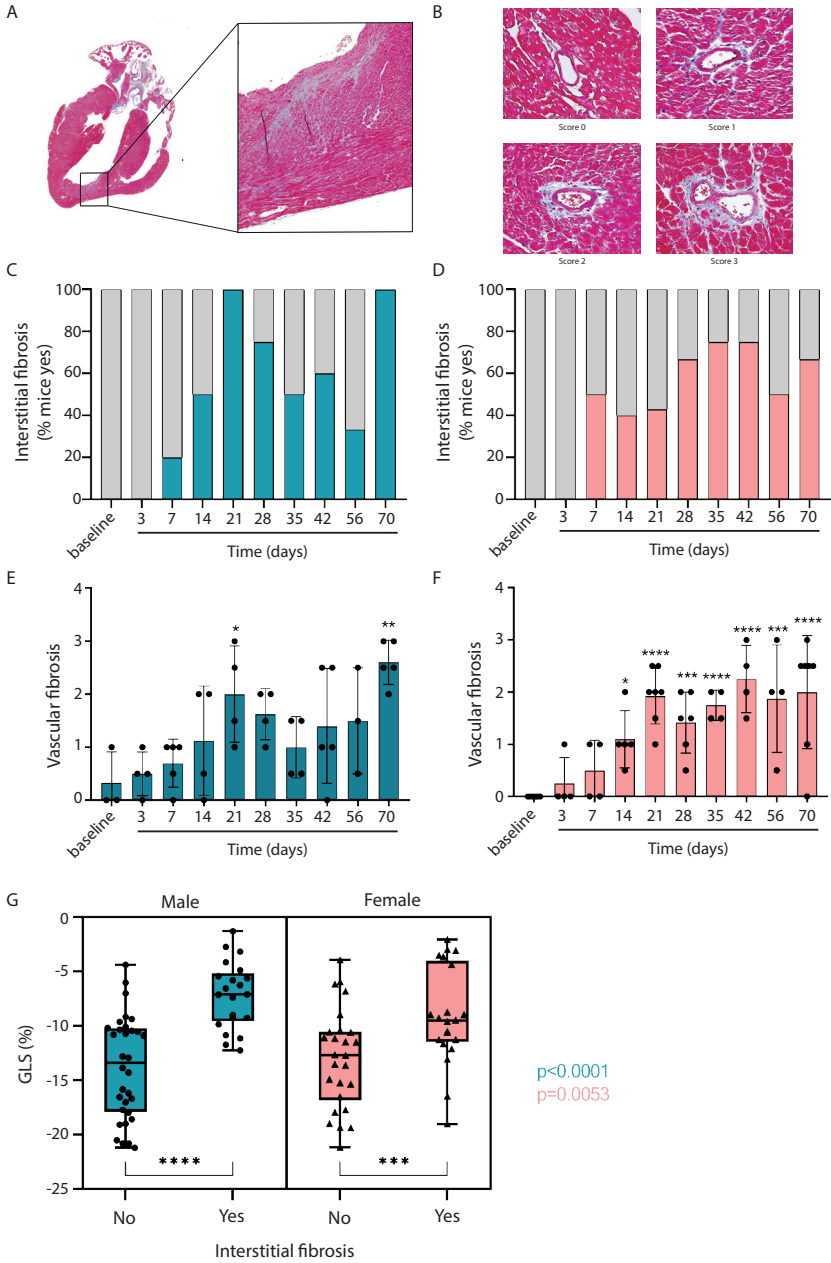 A
B
Score 0
Score 1
Score 2
Score 3
C
D
Interstitial fibrosis
(% mice yes)
100
80
60
40
20
0
baseline
3 7 14 21 28 35 42 56 70
Time (days)
Interstitial fibrosis
(% mice yes)
100
80
60
40
20
0
baseline
3 7 14 21 28 35 42 56 70
Time (days)
E
F
Vascular fibrosis
4
3
2
1
0
* **
baseline
3 7 14 21 28 35 42 56 70
Time (days)
Vascular fibrosis
4
3
2
1
0
* **** *** **** **** *** ****
baseline
3 7 14 21 28 35 42 56 70
Time (days)
G
Male Female
GLS (%)
0
-5
-10
-15
-20
-25
**** ***
No Yes No Yes
Interstitial fibrosis
p<0.0001
p=0.0053